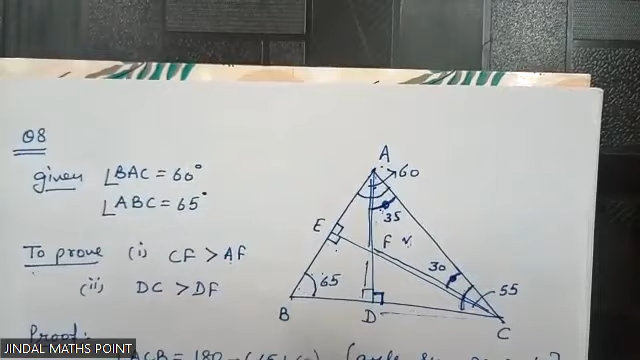 Q8
given ∠BAC = 60°
∠ABC = 65°
To prove (i) CF > AF
(ii) DC > DF
Proof:
A
60
35
E
F
30
65
55
B
D
C
JINDAL MATHS POINT